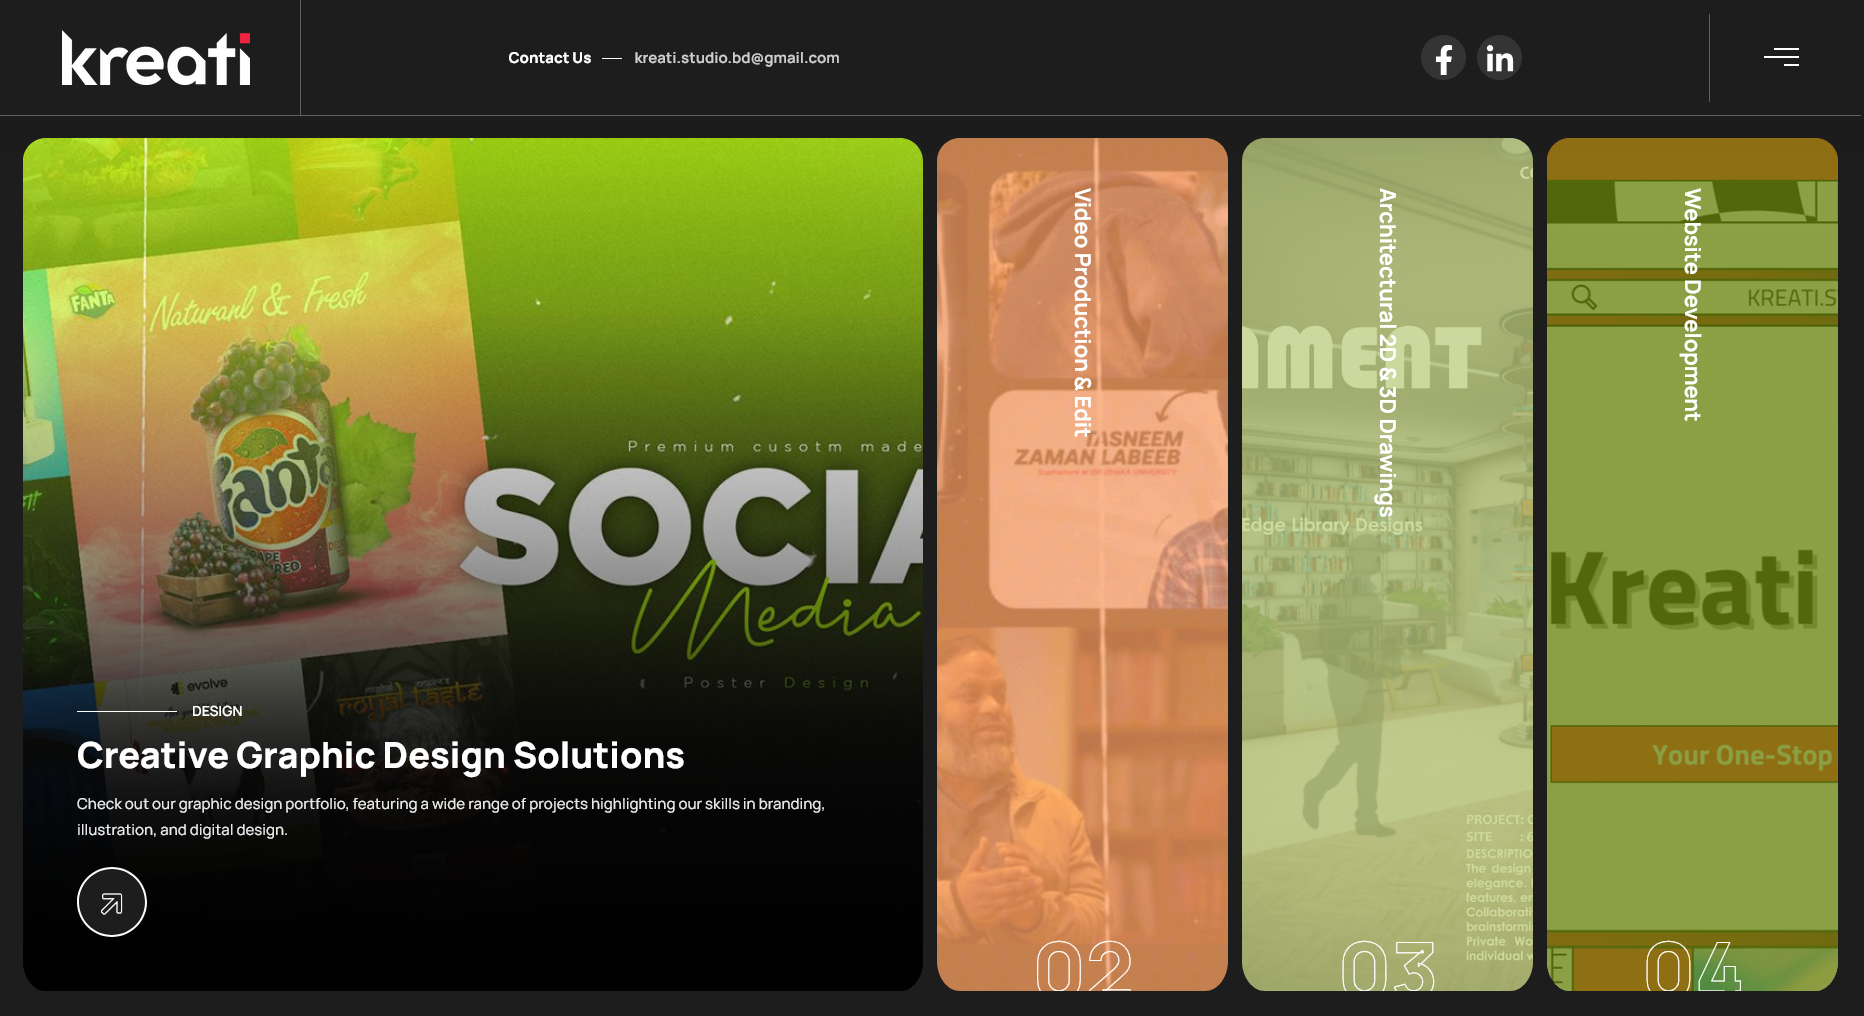 kreati
Contact Us — kreati.studio.bd@gmail.com
FANTA
Naturanl & Fresh
fanta
GRAPE
Premium cusotm made
SOCIA
Media
Poster Design
evolve
royal taste
DESIGN
Creative Graphic Design Solutions
Check out our graphic design portfolio, featuring a wide range of projects highlighting our skills in branding,
illustration, and digital design.
Video Production & Edit
TASNEEM
ZAMAN LABEEB
02
Architectural 2D & 3D Drawings
AMENT
Edge Library Designs
PROJECT:
SITE :
DESCRIPTIO
The design
elegance.
features, en
Collaborati
brainstormi
Private Wo
individual w
03
Website Development
KREATI.S
Kreati
Your One-Stop
04